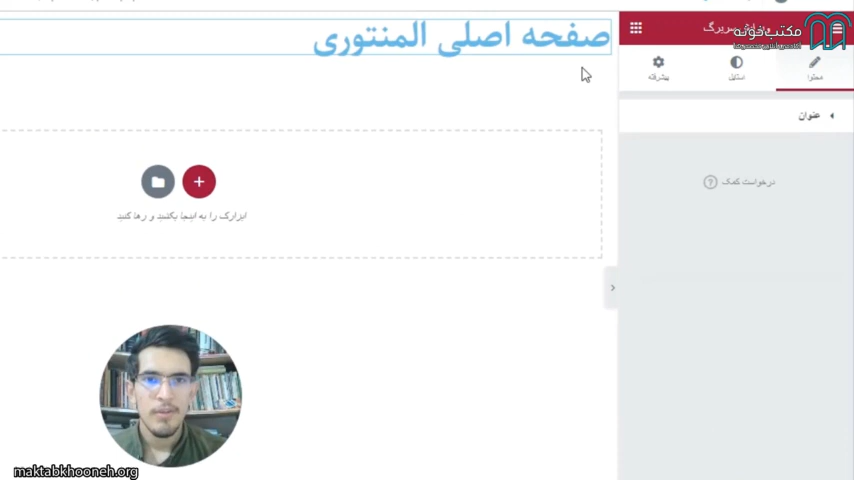 صفحه اصلی المنتوری
مکتب‌خونه
محتوا
استایل
پیشرفته
عنوان
درخواست کمک
ابزارک را به اینجا بکشید و رها کنید
maktabkhooneh.org